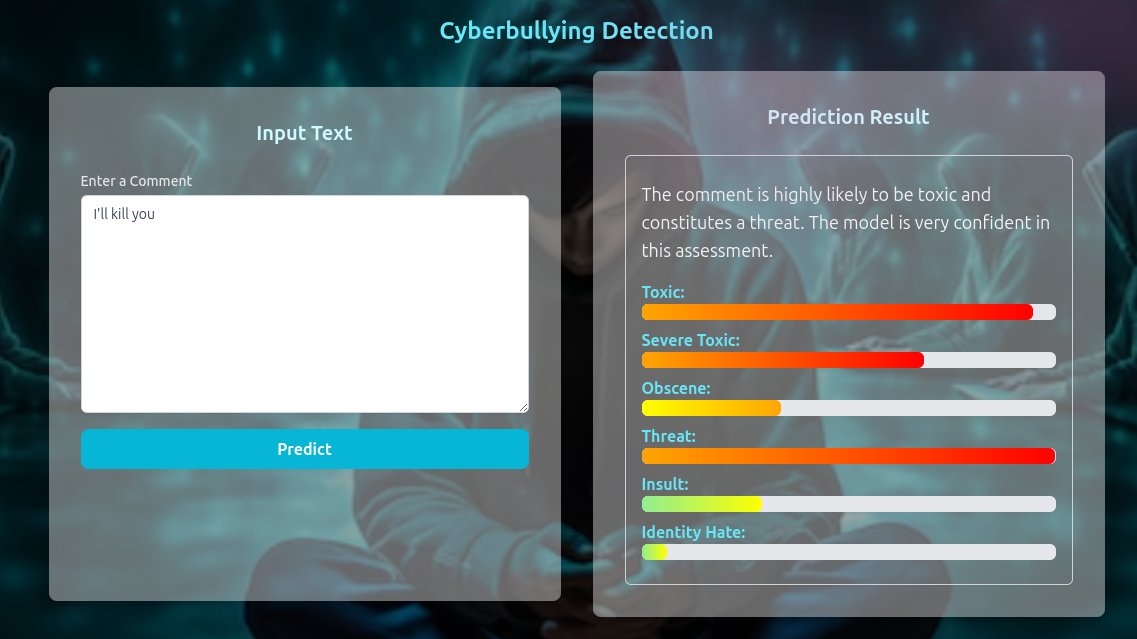 Cyberbullying Detection
Input Text
Enter a Comment
I'll kill you
Predict
Prediction Result
The comment is highly likely to be toxic and
constitutes a threat. The model is very confident in
this assessment.
Toxic:
Severe Toxic:
Obscene:
Threat:
Insult:
Identity Hate: